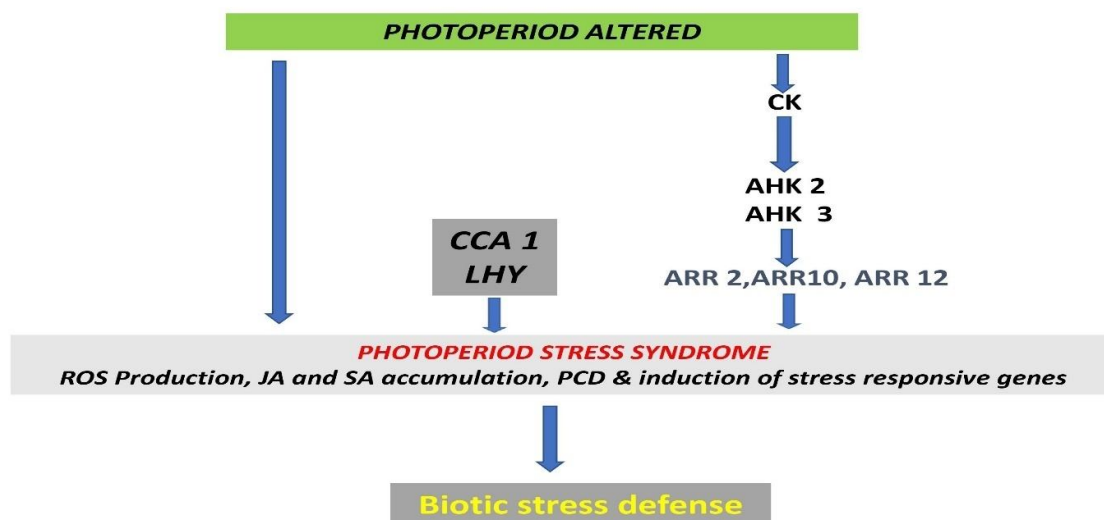 PHOTOPERIOD ALTERED
CK
AHK 2
AHK 3
CCA 1
LHY
ARR 2,ARR10, ARR 12
PHOTOPERIOD STRESS SYNDROME
ROS Production, JA and SA accumulation, PCD & induction of stress responsive genes
Biotic stress defense